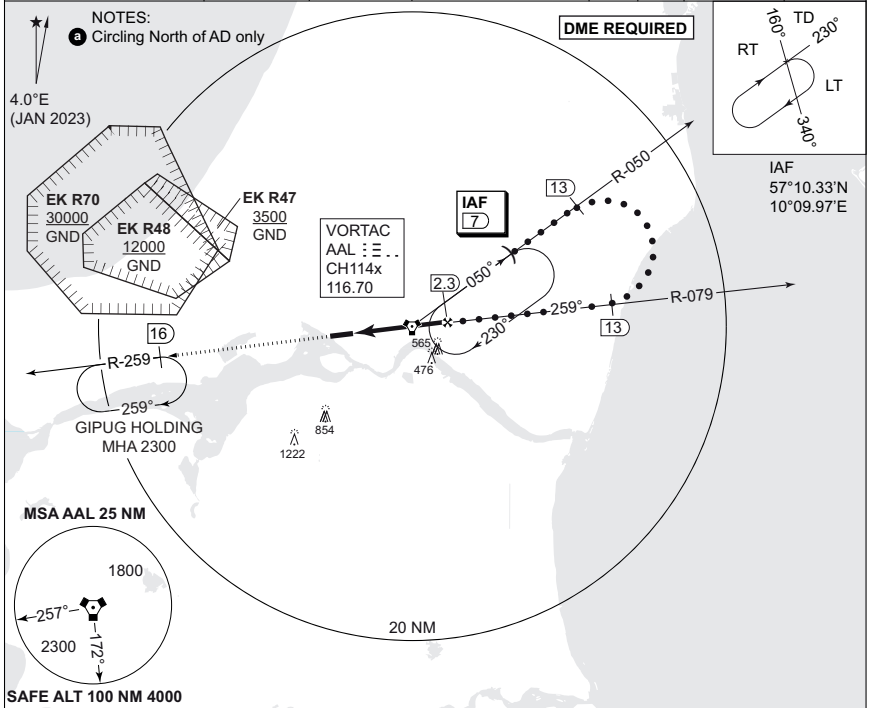 NOTES:
a Circling North of AD only
DME REQUIRED
4.0°E
(JAN 2023)
160°
TD
230°
RT
LT
340°
IAF
57°10.33'N
10°09.97'E
EK R70
30000
GND
EK R48
12000
GND
EK R47
3500
GND
VORTAC
AAL
CH114x
116.70
IAF
7
13
R-050
050°
2.3
230°
259°
R-079
13
565
476
16
R-259
259°
GIPUG HOLDING
MHA 2300
854
1222
MSA AAL 25 NM
1800
257°
2300
172°
SAFE ALT 100 NM 4000
20 NM